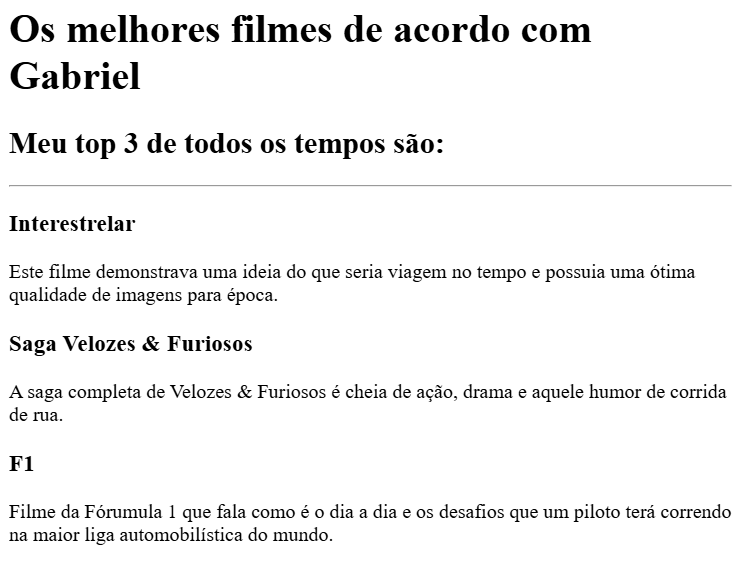 Os melhores filmes de acordo com
Gabriel
Meu top 3 de todos os tempos são:
Interestrelar
Este filme demonstrava uma ideia do que seria viagem no tempo e possuia uma ótima
qualidade de imagens para época.
Saga Velozes & Furiosos
A saga completa de Velozes & Furiosos é cheia de ação, drama e aquele humor de corrida
de rua.
F1
Filme da Fórumula 1 que fala como é o dia a dia e os desafios que um piloto terá correndo
na maior liga automobilística do mundo.